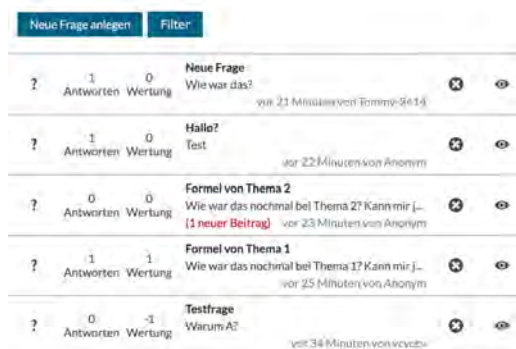 Neue Frage anlegen Filter
Neue Frage
? 1 0 Wie war das?
Antworten Wertung
vor 21 Minuten von Tommy-3414
Hallo?
? 1 0 Test
Antworten Wertung
vor 22 Minuten von Anonym
Formel von Thema 2
? 0 0 Wie war das nochmal bei Thema 2? Kann mir j...
Antworten Wertung
(1 neuer Beitrag) vor 23 Minuten von Anonym
Formel von Thema 1
? 1 1 Wie war das nochmal bei Thema 1? Kann mir j...
Antworten Wertung
vor 25 Minuten von Anonym
Testfrage
? 0 -1 Warum A?
Antworten Wertung
vor 34 Minuten von